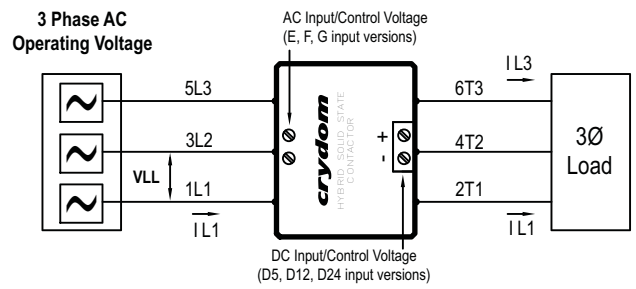 3 Phase AC
Operating Voltage
AC Input/Control Voltage
(E, F, G input versions)
I L3
5L3
6T3
3L2
4T2
VLL
1L1
2T1
I L1
I L1
+
-
crydom
HYBRID SOLID STATE
CONTACTOR
3Ø
Load
DC Input/Control Voltage
(D5, D12, D24 input versions)